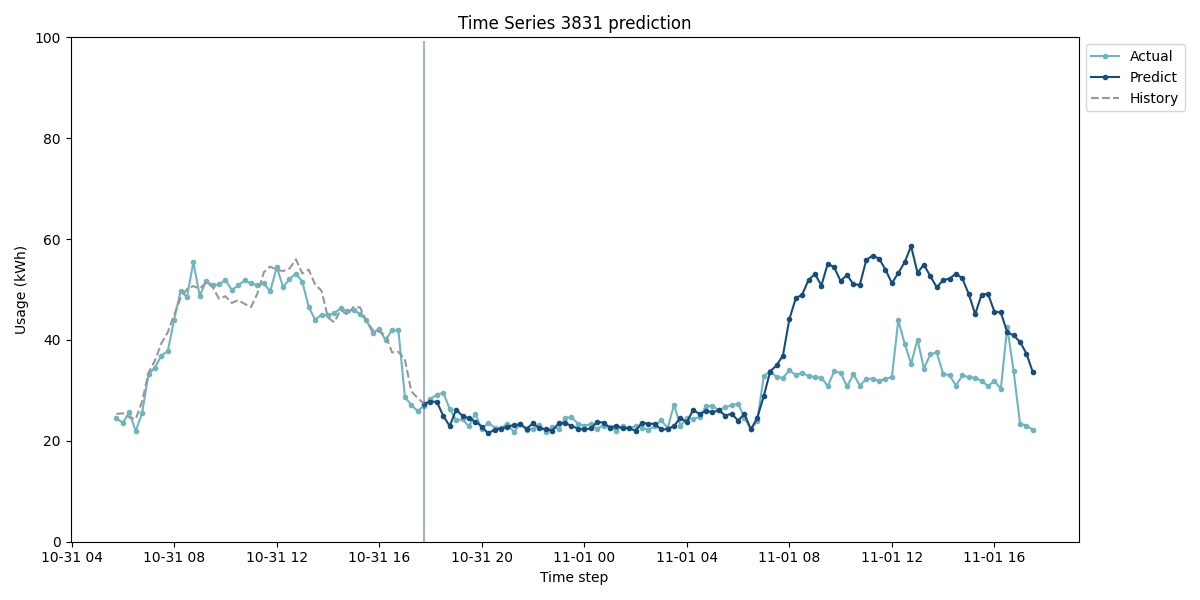 Time Series 3831 prediction
100
80
60
40
20
0
Usage (kWh)
10-31 04
10-31 08
10-31 12
10-31 16
10-31 20
11-01 00
11-01 04
11-01 08
11-01 12
11-01 16
Time step
Actual
Predict
History